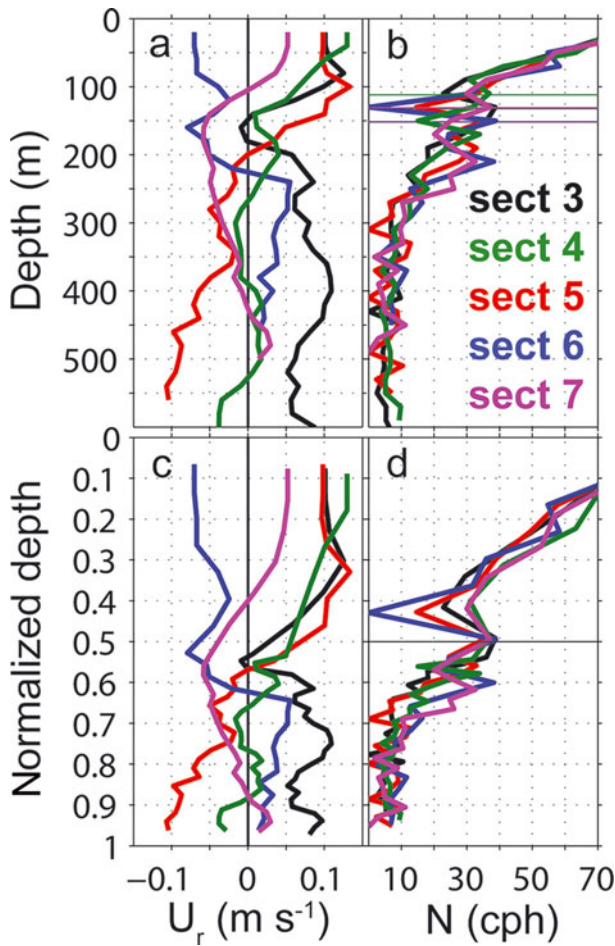 a
b
Depth (m)
0
100
200
300
400
500
sect 3
sect 4
sect 5
sect 6
sect 7
c
d
Normalized depth
0
0.1
0.2
0.3
0.4
0.5
0.6
0.7
0.8
0.9
1
−0.1
0
0.1
10
30
50
70
U_r (m s⁻¹)
N (cph)